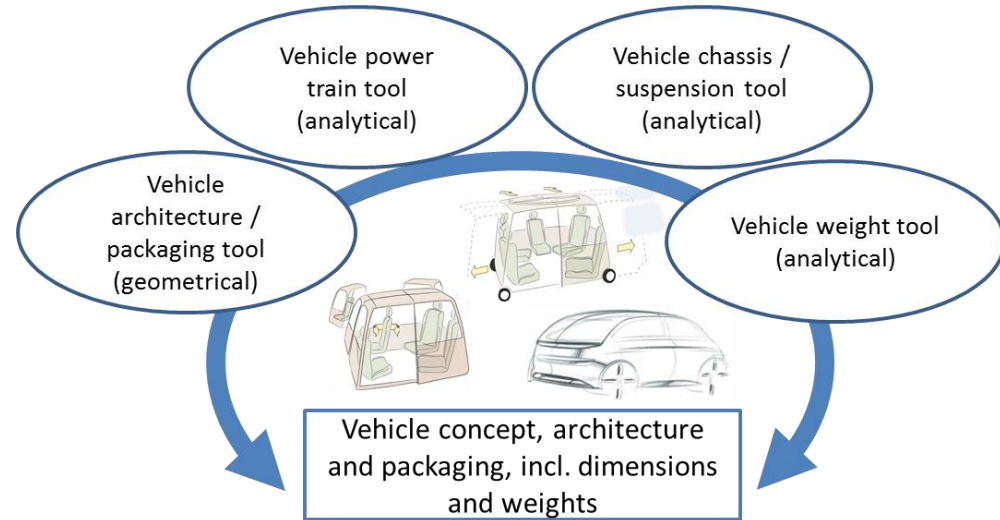 Vehicle power
train tool
(analytical)
Vehicle chassis /
suspension tool
(analytical)
Vehicle
architecture /
packaging tool
(geometrical)
Vehicle weight tool
(analytical)
Vehicle concept, architecture
and packaging, incl. dimensions
and weights